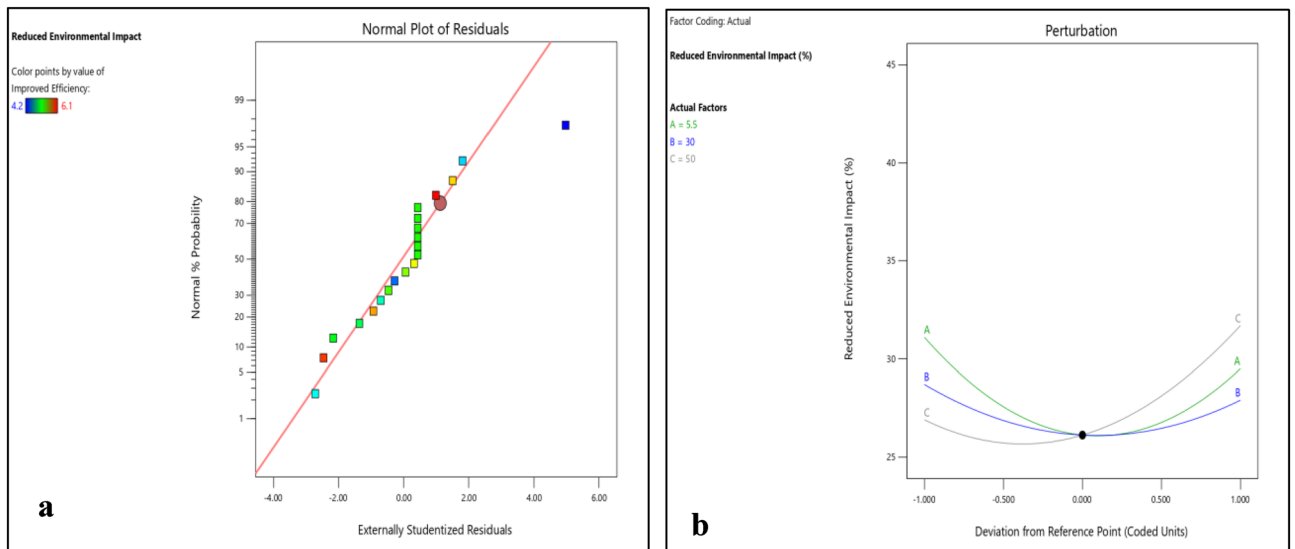 Reduced Environmental Impact
Color points by value of
Improved Efficiency:
4.2 6.1
Normal Plot of Residuals
Normal % Probability
99
95
90
80
70
50
30
20
10
5
1
-4.00 -2.00 0.00 2.00 4.00 6.00
Externally Studentized Residuals
a
Factor Coding: Actual
Reduced Environmental Impact (%)
Actual Factors
A = 5.5
B = 30
C = 50
Perturbation
Reduced Environmental Impact (%)
45
40
35
30
25
A
B
C
C
A
B
-1.000 -0.500 0.000 0.500 1.000
Deviation from Reference Point (Coded Units)
b